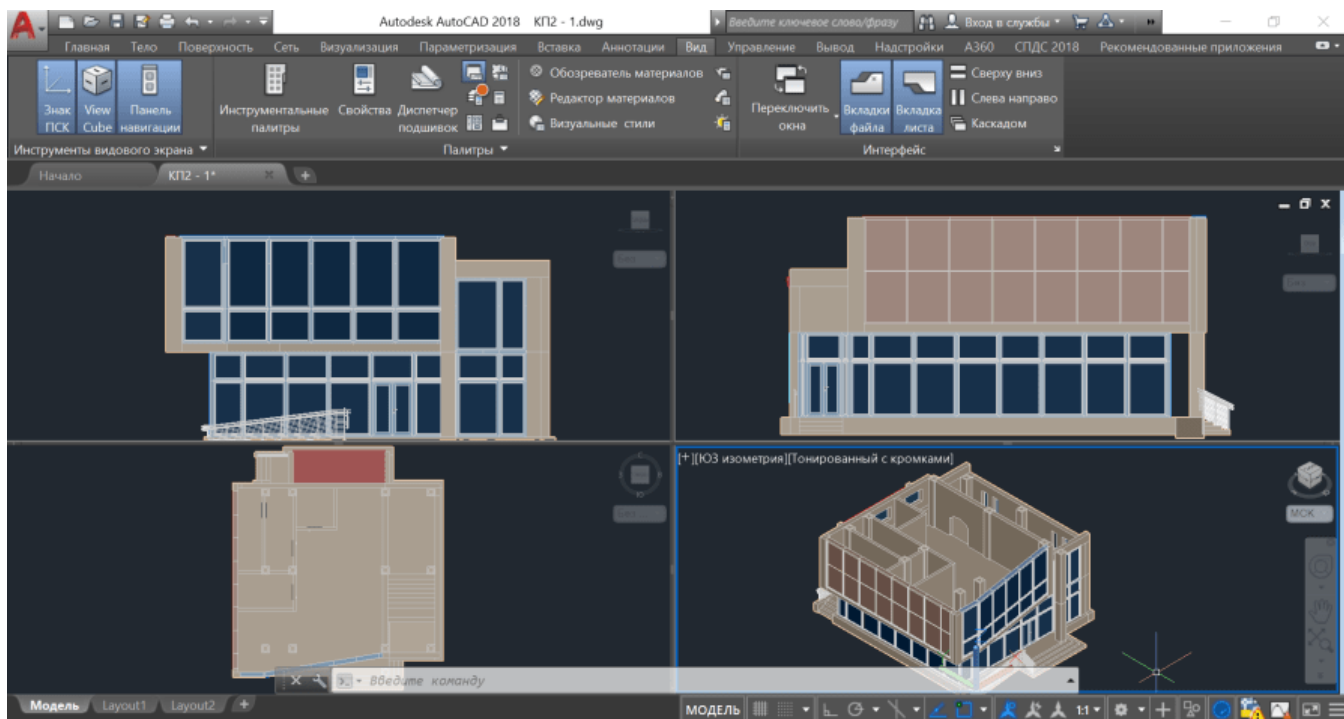 Autodesk AutoCAD 2018 КП2 - 1.dwg
Введите ключевое слово/фразу
Вход в службы
Главная Тело Поверхность Сеть Визуализация Параметризация Вставка Аннотации Вид Управление Вывод Надстройки A360 СПДС 2018 Рекомендованные приложения
Знак ПСК
View Cube
Панель навигации
Инструментальные палитры
Свойства
Диспетчер подшивок
Обозреватель материалов
Редактор материалов
Визуальные стили
Переключить окна
Вкладки файла
Вкладка листа
Сверху вниз
Слева направо
Каскадом
Инструменты видового экрана
Палитры
Интерфейс
Начало КП2 - 1*
[+][ЮЗ изометрия][Тонированный с кромками]
МСК
Введите команду
Модель Layout1 Layout2 +
МОДЕЛЬ
1:1